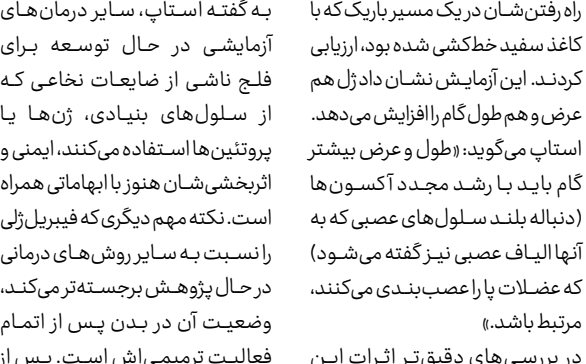 راه رفتن‌شان در یک مسیر باریک که با
کاغذ سفید خط‌کشی شده بود، ارزیابی
کردند. این آزمایش نشان داد ژل هم
عرض و هم طول گام را افزایش می‌دهد.
استاپ می‌گوید: «طول و عرض بیشتر
گام باید با رشد مجدد آکسون‌ها
(دنباله بلند سلول‌های عصبی که به
آنها الیاف عصبی نیز گفته می‌شود)
که عضلات پا را عصب‌بندی می‌کنند،
مرتبط باشد.»
در بررسی‌های دقیق‌تر اثرات این
به گفته استاپ، سایر درمان‌های
آزمایشی در حال توسعه برای
فلج ناشی از ضایعات نخاعی که
از سلول‌های بنیادی، ژن‌ها یا
پروتئین‌ها استفاده می‌کنند، ایمنی و
اثربخشی‌شان هنوز با ابهاماتی همراه
است. نکته مهم دیگری که فیبریل‌ژلی
را نسبت به سایر روش‌های درمانی
در حال پژوهش برجسته‌تر می‌کند،
وضعیت آن در بدن پس از اتمام
فعالیت ترمیمی‌اش است. پس از